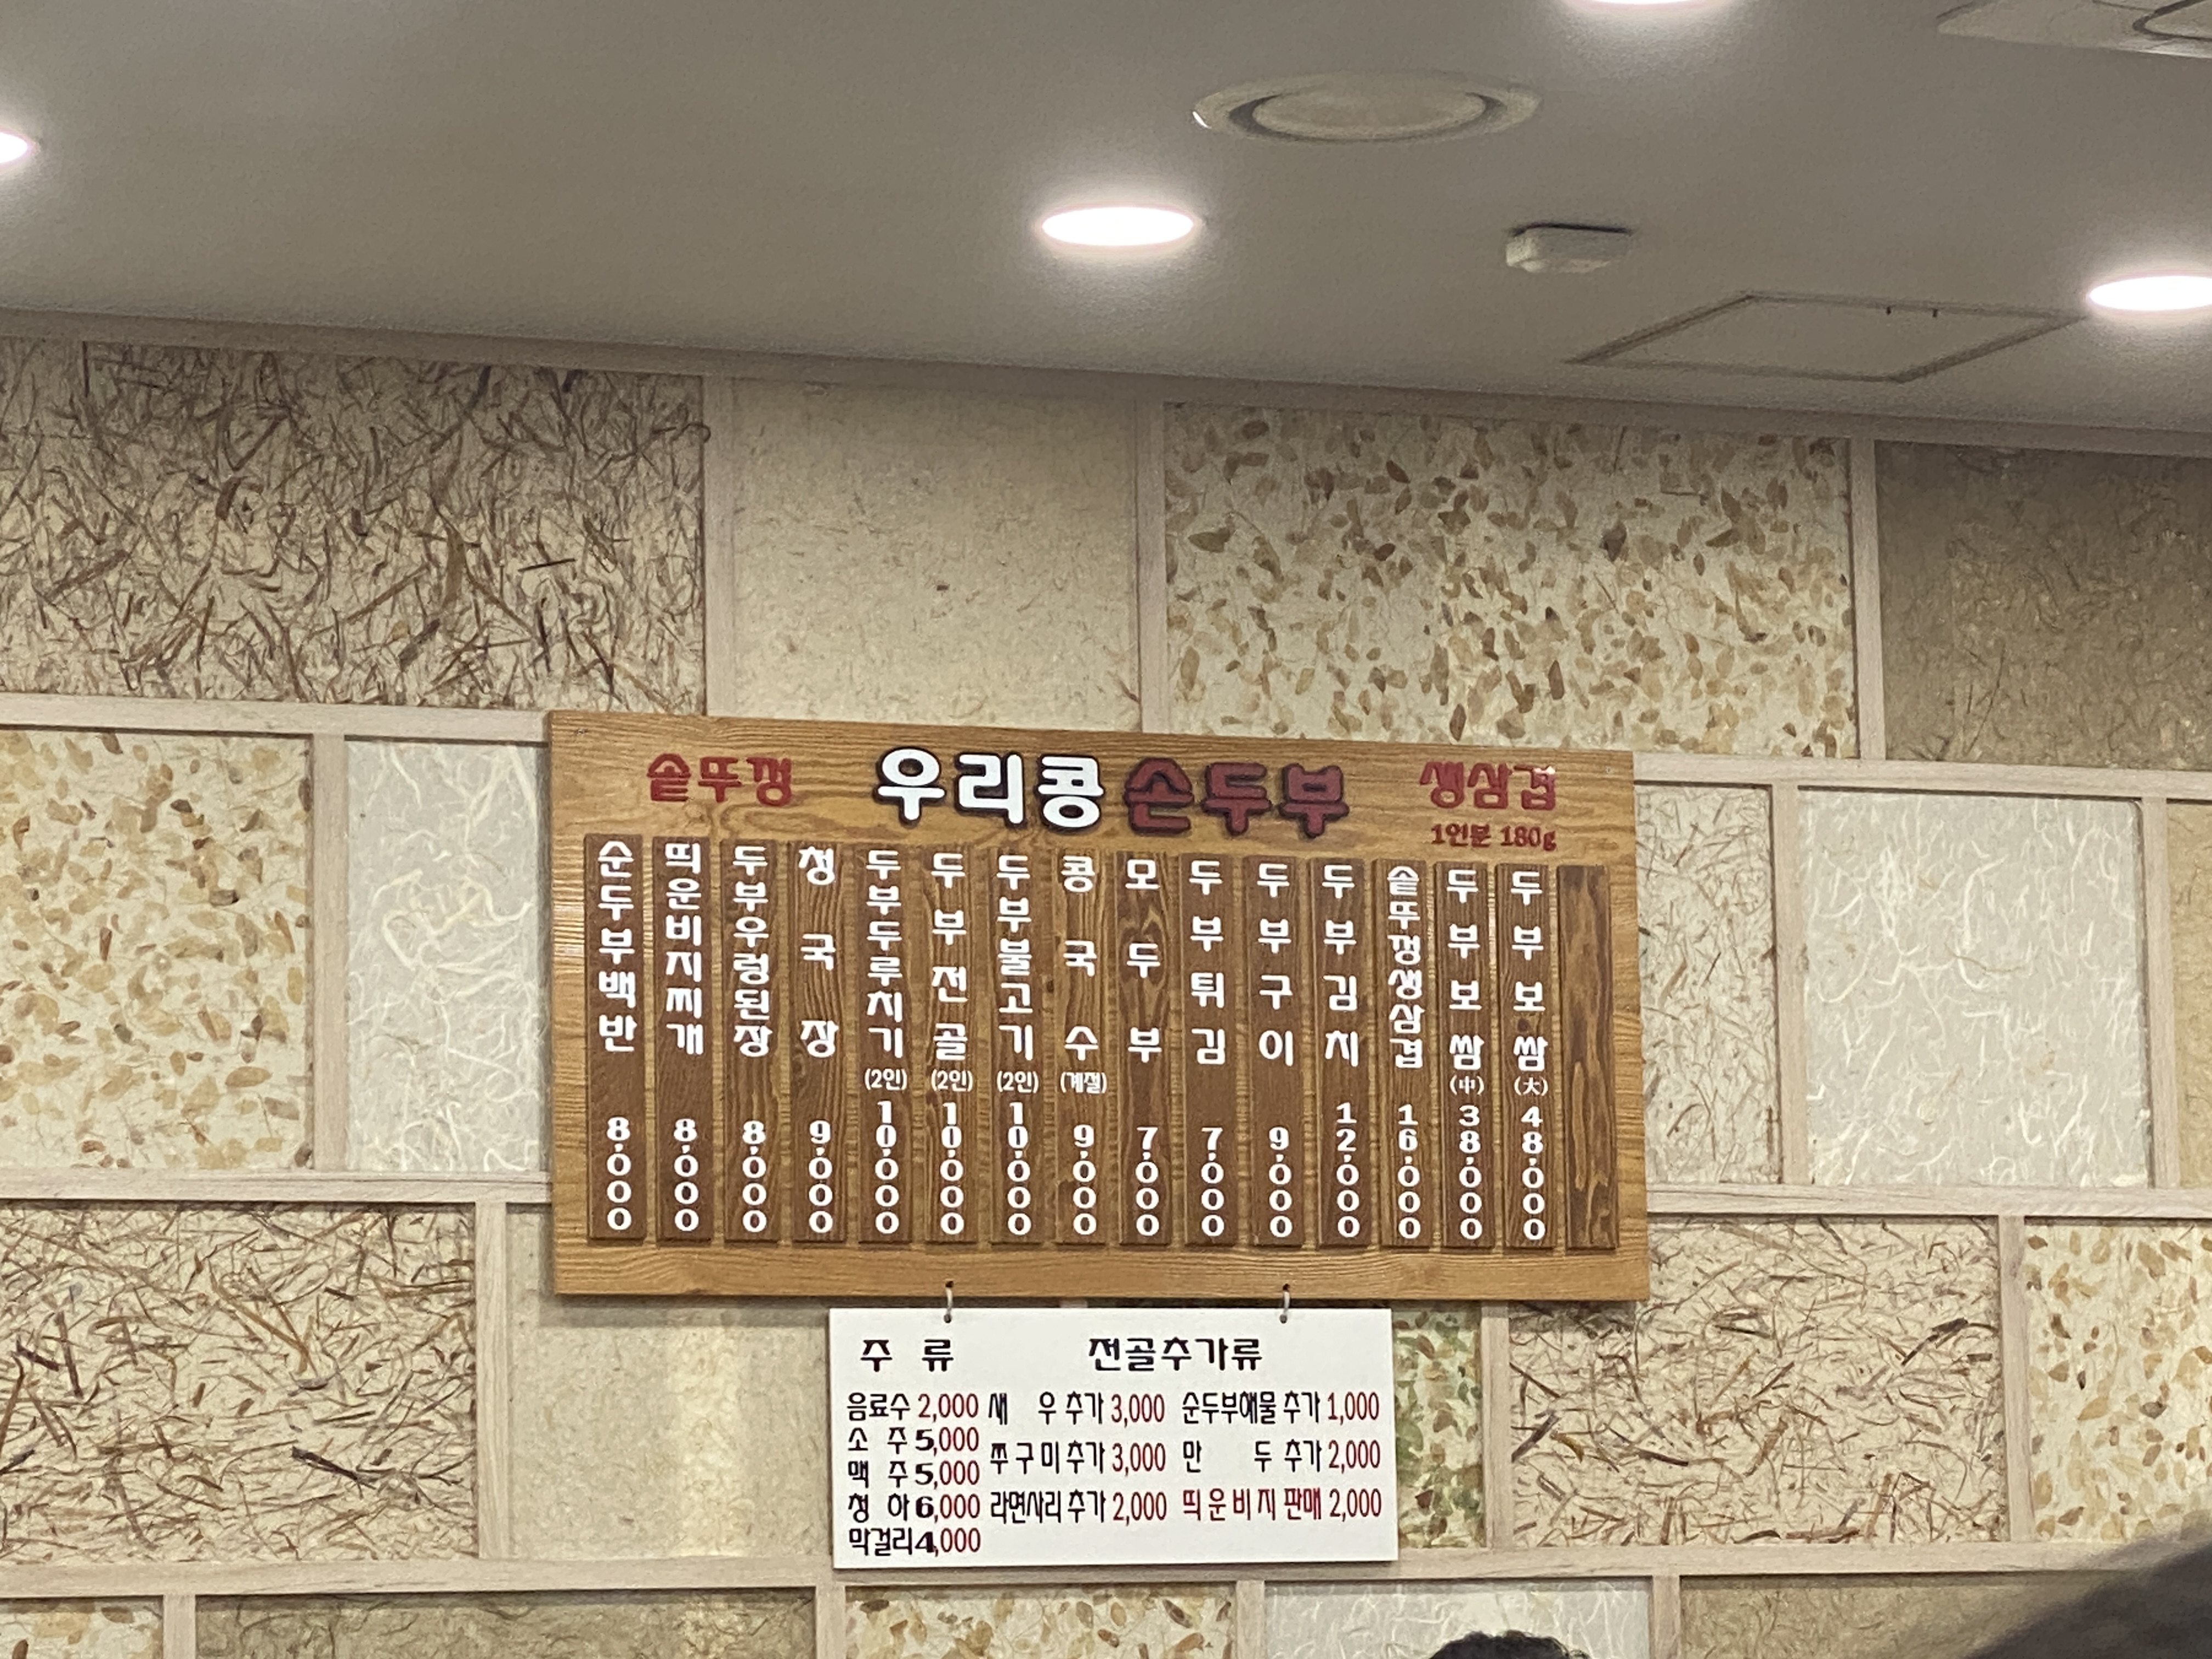 솥뚜껑 우리콩 손두부 생삼겹
1인분 180g
순두부백반 8,000
띄운비지찌개 8,000
두부우렁된장 8,000
청국장 9,000
두부두루치기 (2인) 10,000
두부전골 (2인) 10,000
두부불고기 (2인) 10,000
콩국수 (계절) 9,000
모두부 7,000
두부튀김 7,000
두부구이 9,000
두부김치 12,000
솥뚜껑생삼겹 16,000
두부보쌈 (中) 38,000
두부보쌈 (大) 48,000
주 류
음료수 2,000
소 주 5,000
맥 주 5,000
청 하 6,000
막걸리 4,000
전골추가류
새 우 추가 3,000 순두부해물 추가 1,000
쭈구미 추가 3,000 만 두 추가 2,000
라면사리 추가 2,000 띄운비지 판매 2,000